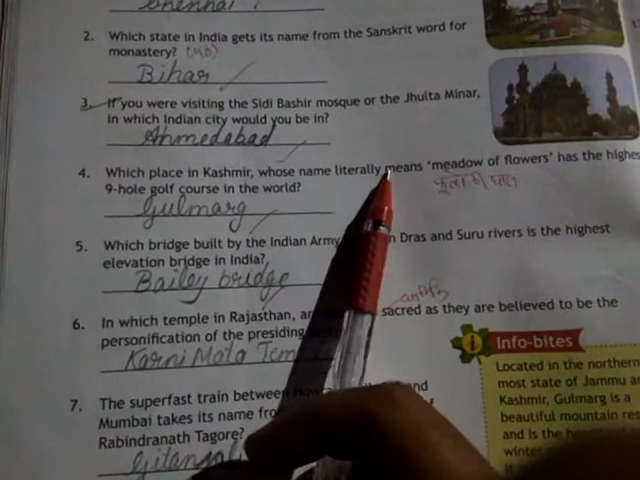 Chennai
2. Which state in India gets its name from the Sanskrit word for
monastery?
Bihar
3. If you were visiting the Sidi Bashir mosque or the Jhulta Minar,
in which Indian city would you be in?
Ahmedabad
4. Which place in Kashmir, whose name literally means 'meadow of flowers' has the highes
9-hole golf course in the world?
Gulmarg
5. Which bridge built by the Indian Army Dras and Suru rivers is the highest
elevation bridge in India?
Bailey bridge
6. In which temple in Rajasthan, ar sacred as they are believed to be the
personification of the presiding
Karni Mata Tem
7. The superfast train between and
Mumbai takes its name fro
Rabindranath Tagore?
Gitanjali
i Info-bites
Located in the northern
most state of Jammu a
Kashmir, Gulmarg is a
beautiful mountain res
and is the
winter